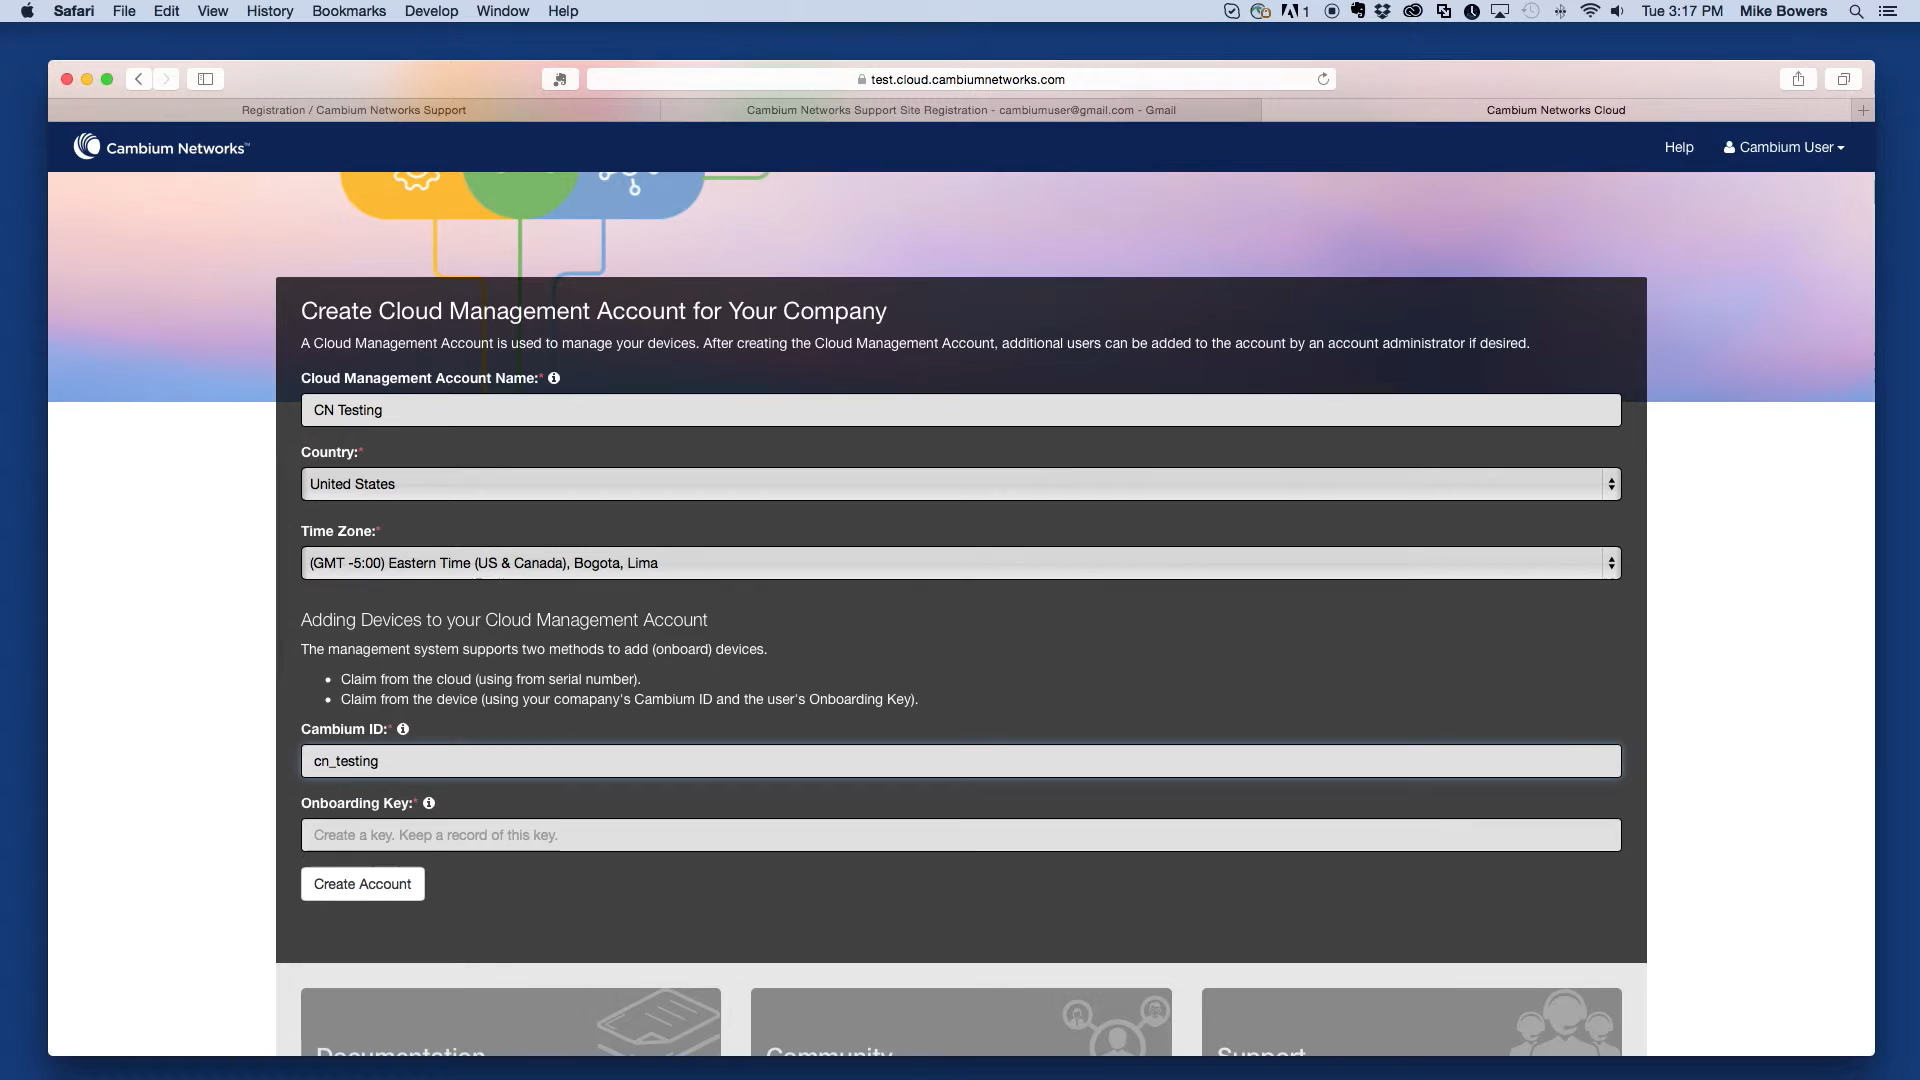 Safari File Edit View History Bookmarks Develop Window Help
1
Tue 3:17 PM Mike Bowers
test.cloud.cambiumnetworks.com
Registration / Cambium Networks Support
Cambium Networks Support Site Registration - cambiumuser@gmail.com - Gmail
Cambium Networks Cloud
Cambium Networks™
Help
Cambium User
Create Cloud Management Account for Your Company
A Cloud Management Account is used to manage your devices. After creating the Cloud Management Account, additional users can be added to the account by an account administrator if desired.
Cloud Management Account Name:*
CN Testing
Country:*
United States
Time Zone:*
(GMT -5:00) Eastern Time (US & Canada), Bogota, Lima
Adding Devices to your Cloud Management Account
The management system supports two methods to add (onboard) devices.
• Claim from the cloud (using from serial number).
• Claim from the device (using your comapany's Cambium ID and the user's Onboarding Key).
Cambium ID:*
cn_testing
Onboarding Key:*
Create a key. Keep a record of this key.
Create Account
Documentation
Community
Support